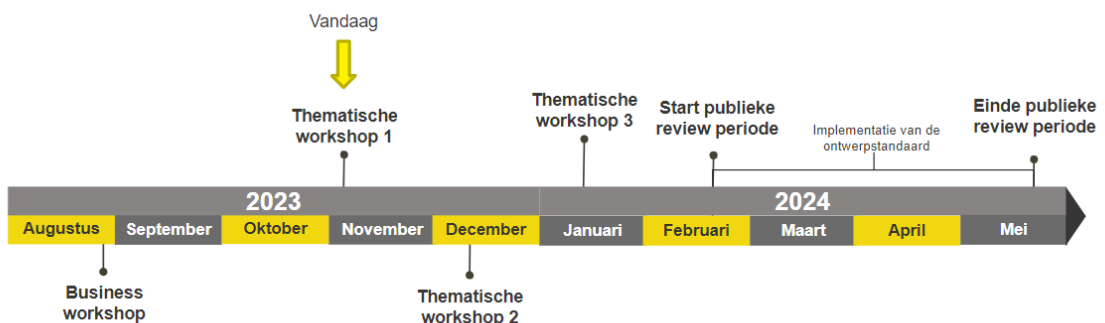 Vandaag
Thematische
workshop 1
Thematische
workshop 3
Start publieke
review periode
Implementatie van de
ontwerpstandaard
Einde publieke
review periode
2023
2024
Augustus
September
Oktober
November
December
Januari
Februari
Maart
April
Mei
Business
workshop
Thematische
workshop 2